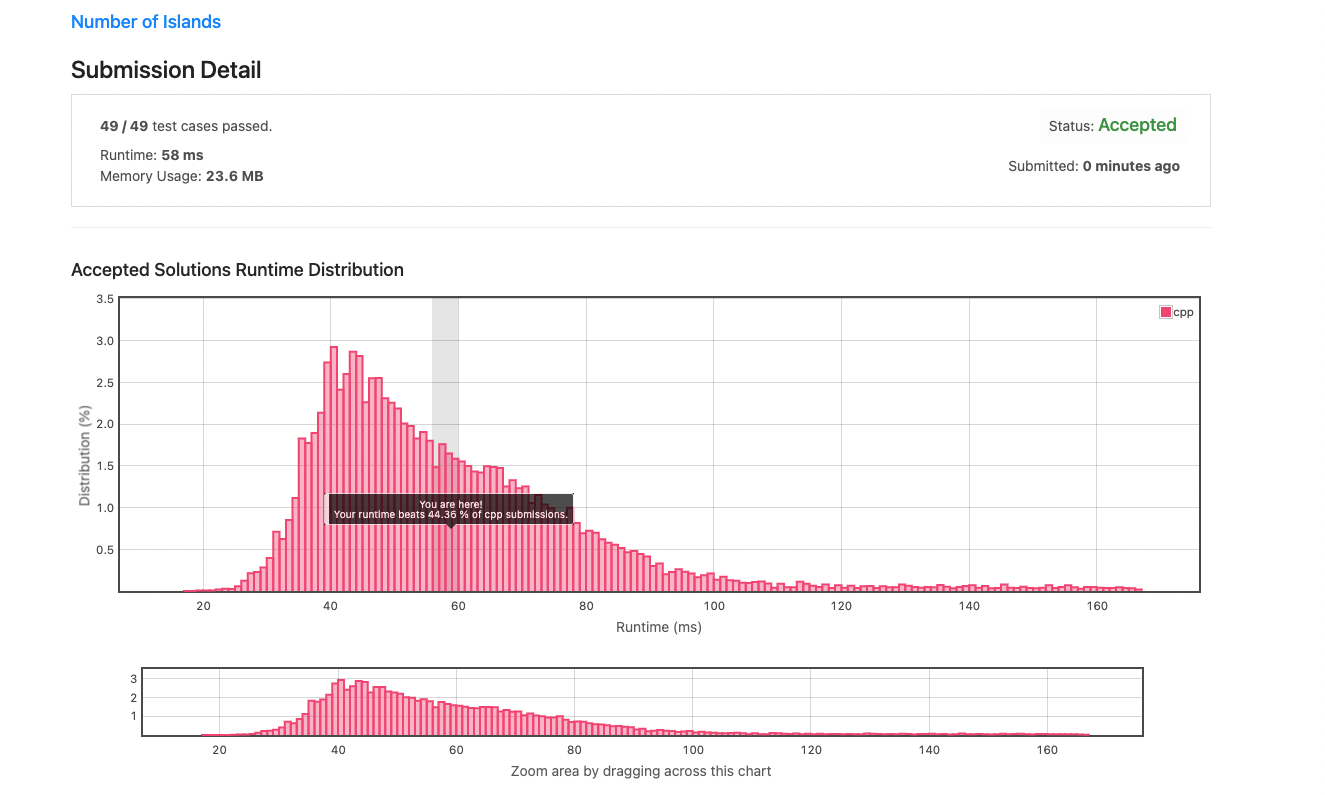 Number of Islands
Submission Detail
49 / 49 test cases passed.
Status: Accepted
Runtime: 58 ms
Submitted: 0 minutes ago
Memory Usage: 23.6 MB
Accepted Solutions Runtime Distribution
3.5
cpp
3.0
2.5
2.0
1.5
1.0
0.5
Distribution (%)
You are here!
Your runtime beats 44.36 % of cpp submissions.
20 40 60 80 100 120 140 160
Runtime (ms)
3
2
1
20 40 60 80 100 120 140 160
Zoom area by dragging across this chart